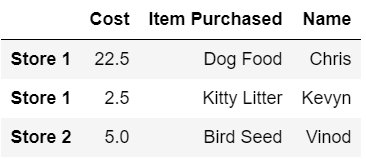 Cost Item Purchased Name
Store 1 22.5 Dog Food Chris
Store 1 2.5 Kitty Litter Kevyn
Store 2 5.0 Bird Seed Vinod